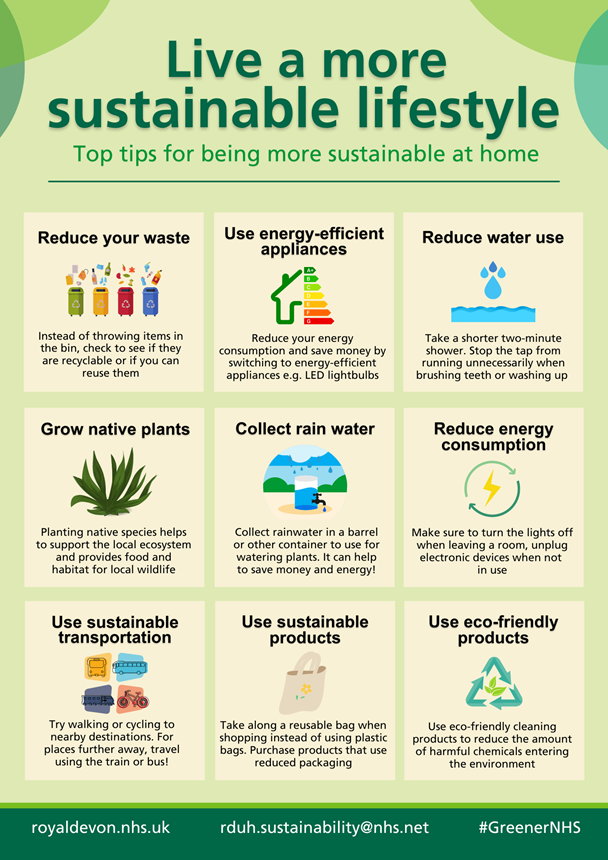 Live a more
sustainable lifestyle
Top tips for being more sustainable at home
Reduce your waste
Instead of throwing items in
the bin, check to see if they
are recyclable or if you can
reuse them
Use energy-efficient
appliances
Reduce your energy
consumption and save money by
switching to energy-efficient
appliances e.g. LED lightbulbs
Reduce water use
Take a shorter two-minute
shower. Stop the tap from
running unnecessarily when
brushing teeth or washing up
Grow native plants
Planting native species helps
to support the local ecosystem
and provides food and
habitat for local wildlife
Collect rain water
Collect rainwater in a barrel
or other container to use for
watering plants. It can help
to save money and energy!
Reduce energy
consumption
Make sure to turn the lights off
when leaving a room, unplug
electronic devices when not
in use
Use sustainable
transportation
Try walking or cycling to
nearby destinations. For
places further away, travel
using the train or bus!
Use sustainable
products
Take along a reusable bag when
shopping instead of using plastic
bags. Purchase products that use
reduced packaging
Use eco-friendly
products
Use eco-friendly cleaning
products to reduce the amount
of harmful chemicals entering
the environment
royaldevon.nhs.uk
rduh.sustainability@nhs.net
#GreenerNHS